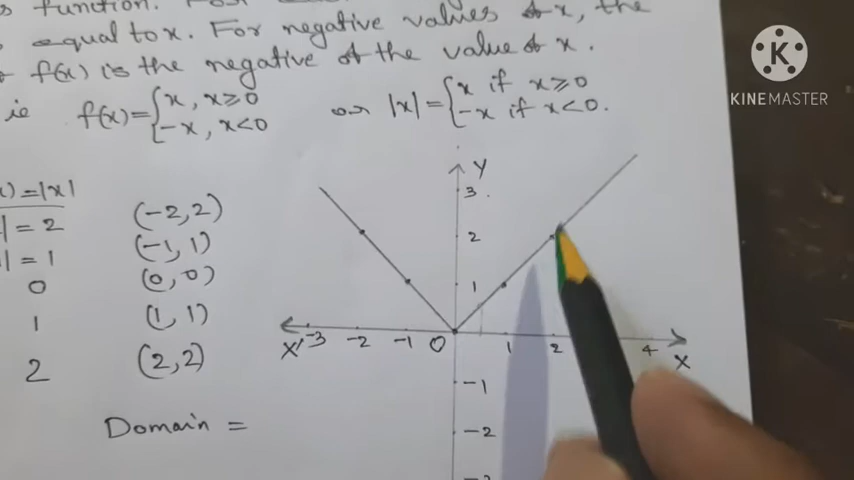 function.
equal to x. For negative values of x, the
f(x) is the negative of the value of x.
ie f(x)= { x, x≥0 or |x| = { x if x≥0
-x, x<0 -x if x<0.
)=|x|
|= 2 (-2,2)
|= 1 (-1, 1)
0 (0, 0)
1 (1, 1)
2 (2,2)
Domain =
Y
3
2
1
X' -3 -2 -1 0 1 2 4 X
-1
-2
K
KINEMASTER